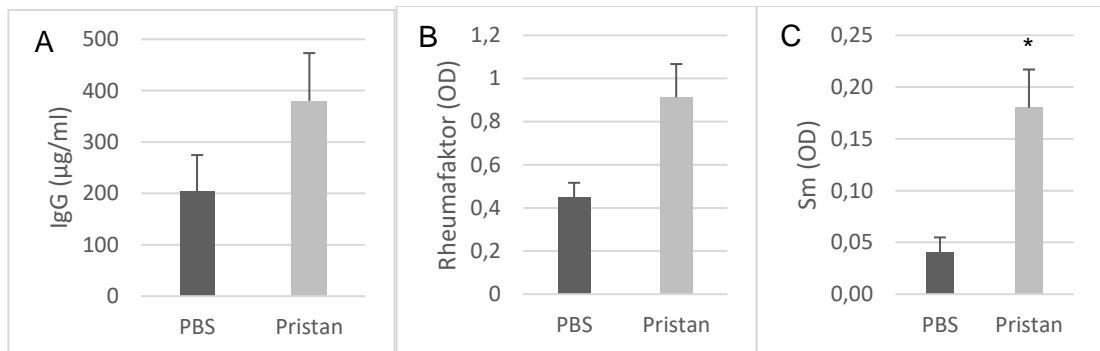 A
IgG (µg/ml)
500
400
300
200
100
0
PBS Pristan
B
Rheumafaktor (OD)
1,2
1
0,8
0,6
0,4
0,2
0
PBS Pristan
C
Sm (OD)
0,25
0,20
0,15
0,10
0,05
0,00
*
PBS Pristan